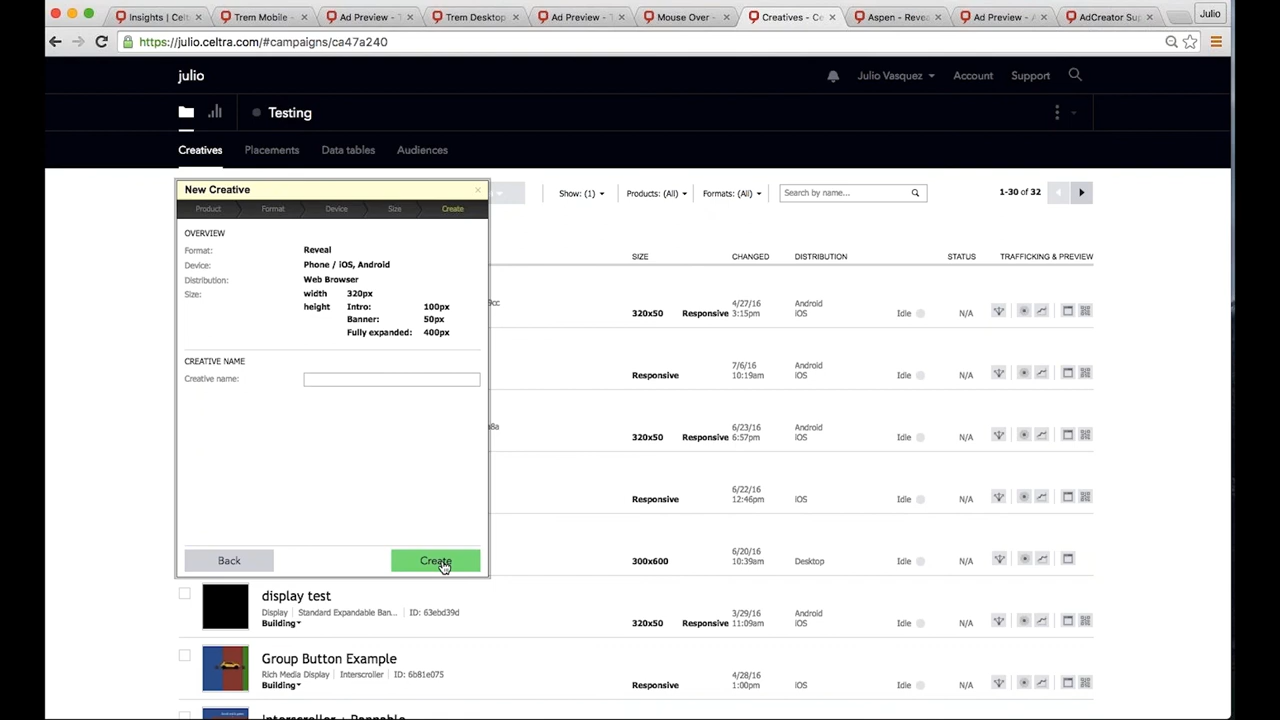 Insights | Celt
Trem Mobile -
Ad Preview - T
Trem Desktop
Ad Preview - T
Mouse Over -
Creatives - Ce
Aspen - Revea
Ad Preview - A
AdCreator Sup
Julio
https://julio.celtra.com/#campaigns/ca47a240
julio
Julio Vasquez
Account
Support
Testing
Creatives
Placements
Data tables
Audiences
New Creative
Show: (1)
Products: (All)
Formats: (All)
Search by name...
1-30 of 32
Product
Format
Device
Size
Create
OVERVIEW
Format:
Reveal
Device:
Phone / iOS, Android
Distribution:
Web Browser
Size:
width 320px
height Intro: 100px
Banner: 50px
Fully expanded: 400px
CREATIVE NAME
Creative name:
Back
Create
SIZE
CHANGED
DISTRIBUTION
STATUS
TRAFFICKING & PREVIEW
9cc
320x50
Responsive
4/27/16
3:15pm
Android
iOS
Idle
N/A
Responsive
7/6/16
10:19am
Android
iOS
Idle
N/A
a8a
320x50
Responsive
6/23/16
6:57pm
Android
iOS
Idle
N/A
Responsive
6/22/16
12:46pm
iOS
Idle
N/A
300x600
6/20/16
10:39am
Desktop
Idle
N/A
display test
Display | Standard Expandable Ban... | ID: 63ebd39d
Building
320x50
Responsive
3/29/16
11:09am
Android
iOS
Idle
N/A
Group Button Example
Rich Media Display | Interscroller | ID: 6b81e075
Building
Responsive
4/28/16
1:00pm
iOS
Idle
N/A
Interscroller + Pannable